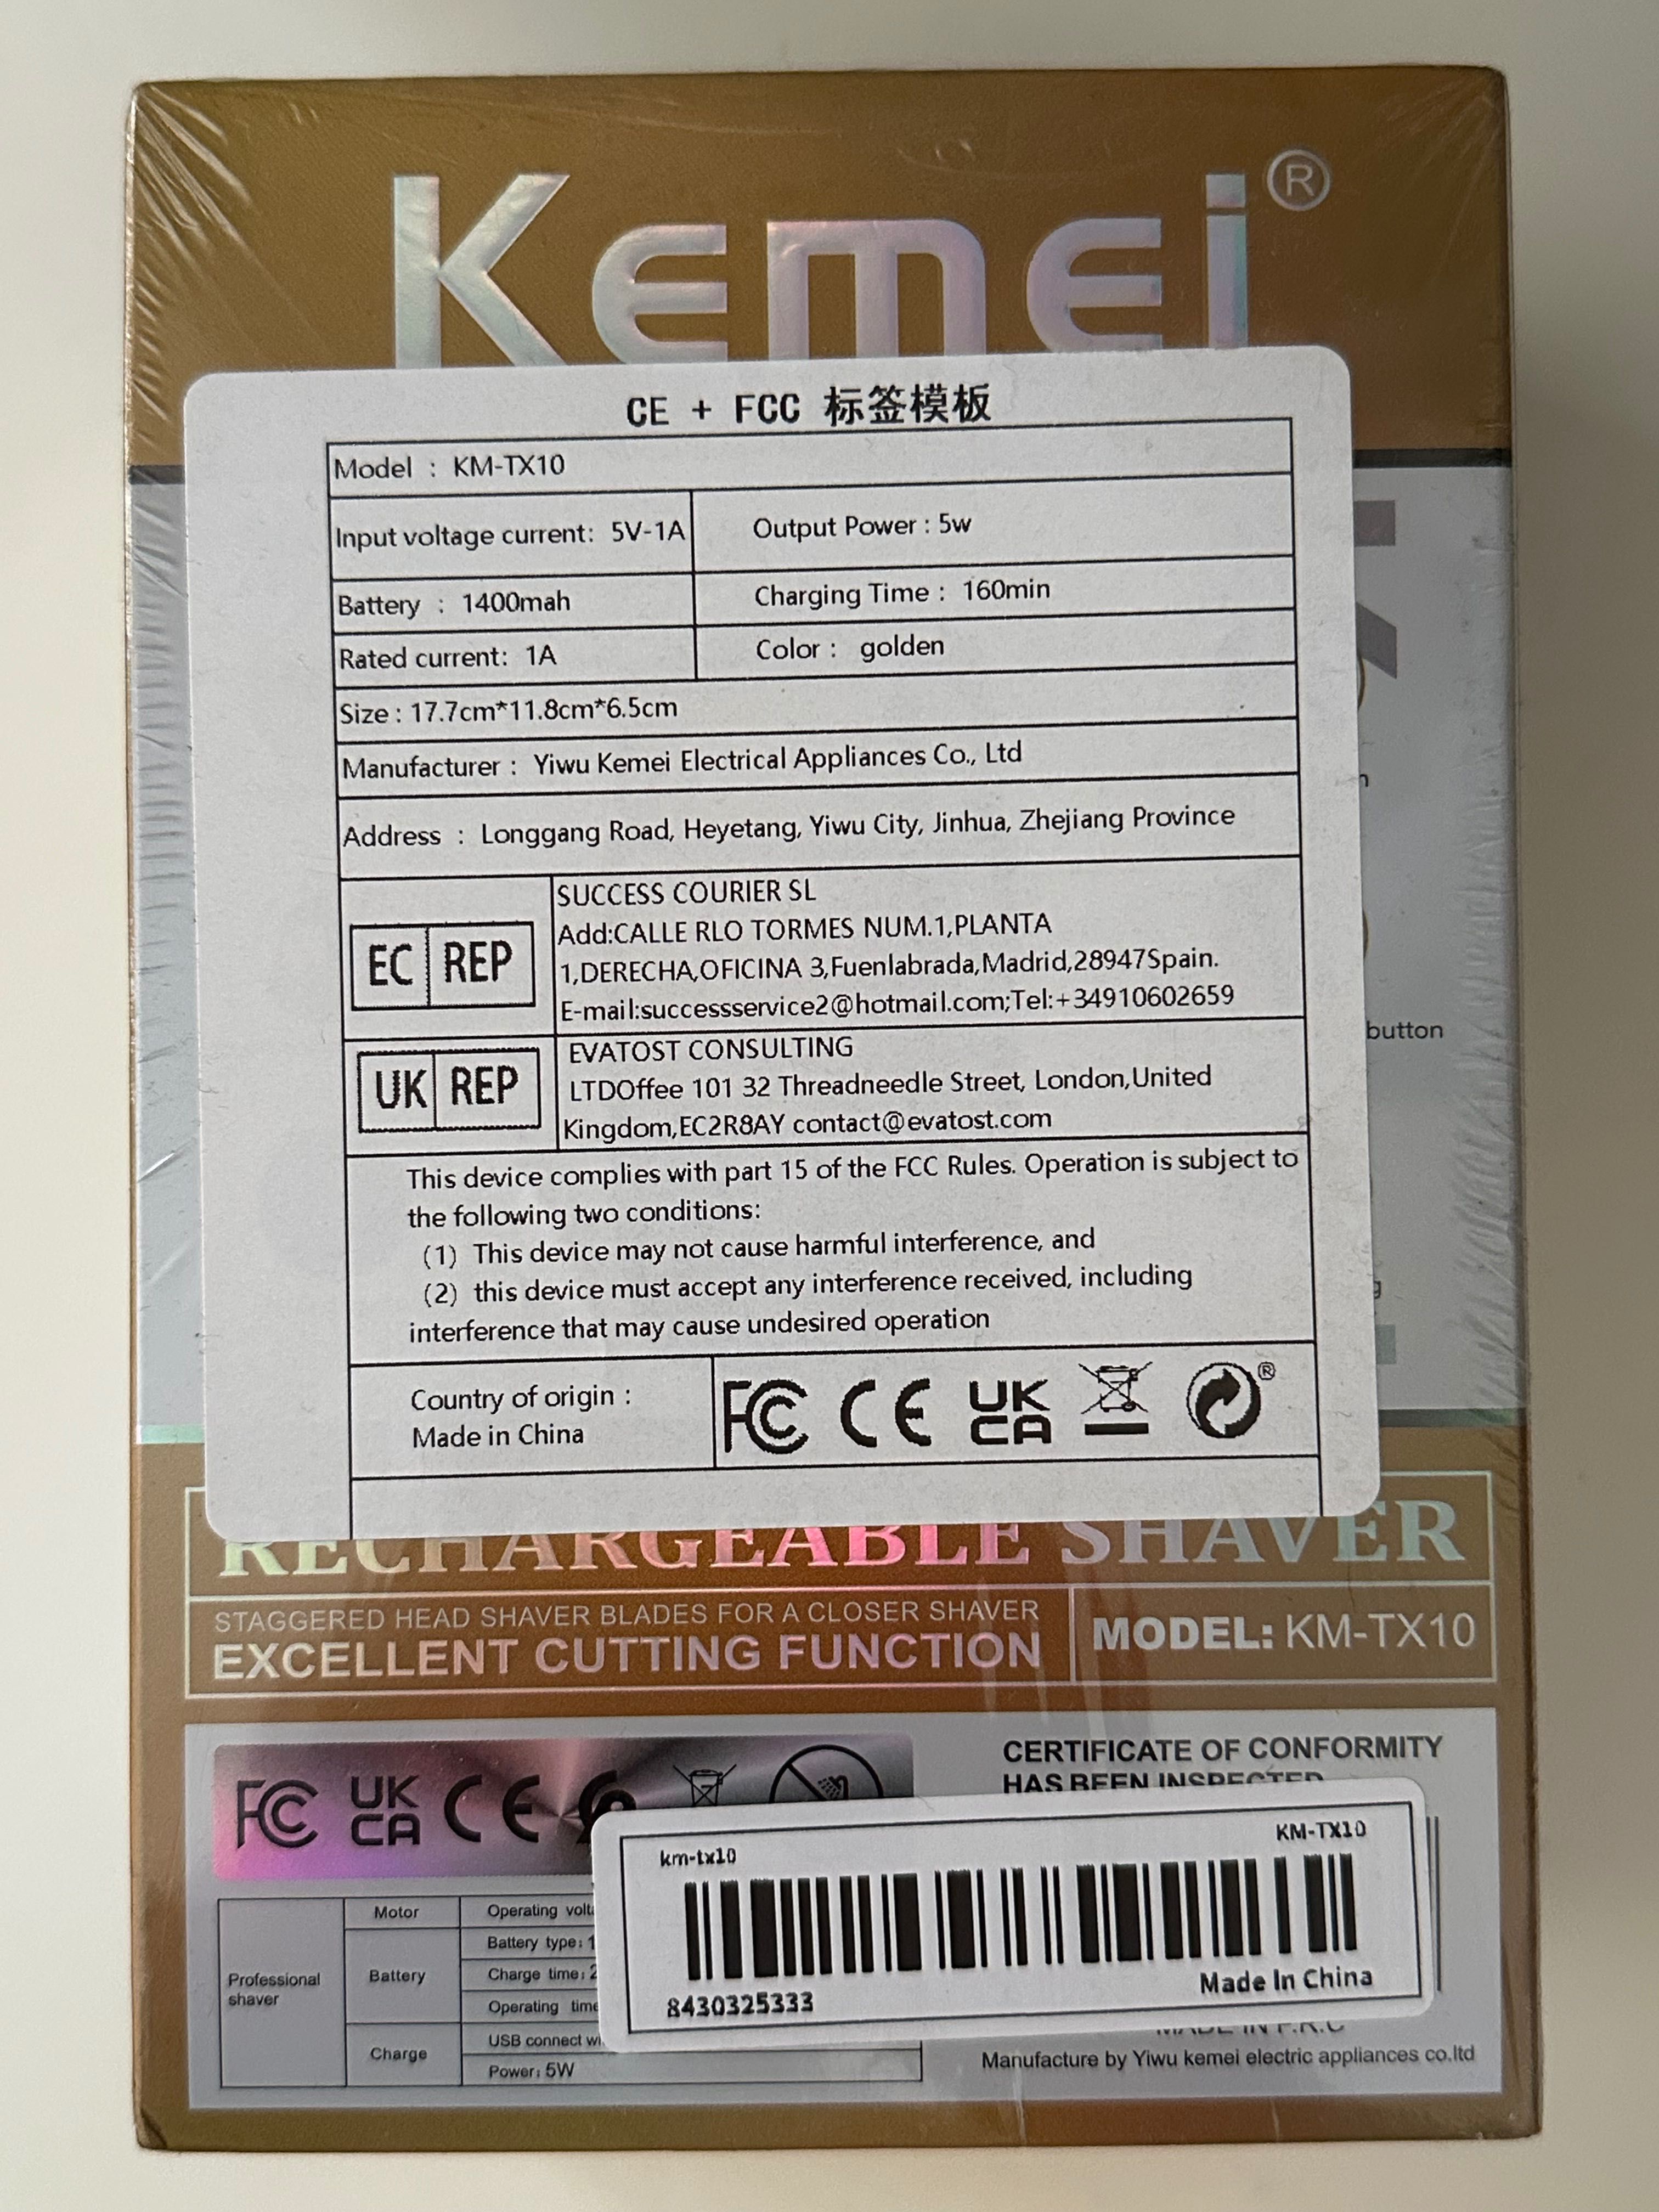 Kemei®
CE + FCC 标签模板
Model : KM-TX10
Input voltage current: 5V-1A
Output Power : 5w
Battery : 1400mah
Charging Time : 160min
Rated current: 1A
Color : golden
Size : 17.7cm*11.8cm*6.5cm
Manufacturer : Yiwu Kemei Electrical Appliances Co., Ltd
Address : Longgang Road, Heyetang, Yiwu City, Jinhua, Zhejiang Province
EC REP
SUCCESS COURIER SL
Add:CALLE RLO TORMES NUM.1,PLANTA
1,DERECHA,OFICINA 3,Fuenlabrada,Madrid,28947Spain.
E-mail:successservice2@hotmail.com;Tel:+34910602659
UK REP
EVATOST CONSULTING
LTDOffee 101 32 Threadneedle Street, London,United
Kingdom,EC2R8AY contact@evatost.com
button
This device complies with part 15 of the FCC Rules. Operation is subject to
the following two conditions:
(1) This device may not cause harmful interference, and
(2) this device must accept any interference received, including
interference that may cause undesired operation
Country of origin :
Made in China
FC CE UK
CA
®
RECHARGEABLE SHAVER
STAGGERED HEAD SHAVER BLADES FOR A CLOSER SHAVER
EXCELLENT CUTTING FUNCTION
MODEL: KM-TX10
FC UK
CA CE
CERTIFICATE OF CONFORMITY
HAS BEEN INSPECTED
km-tx10
KM-TX10
8430325333
Made In China
Professional
shaver
Motor
Operating
Battery
Battery type:
Charge time:
Operating time
Charge
USB connect
Power: 5W
MADE IN P.R.C
Manufacture by Yiwu kemei electric appliances co.ltd